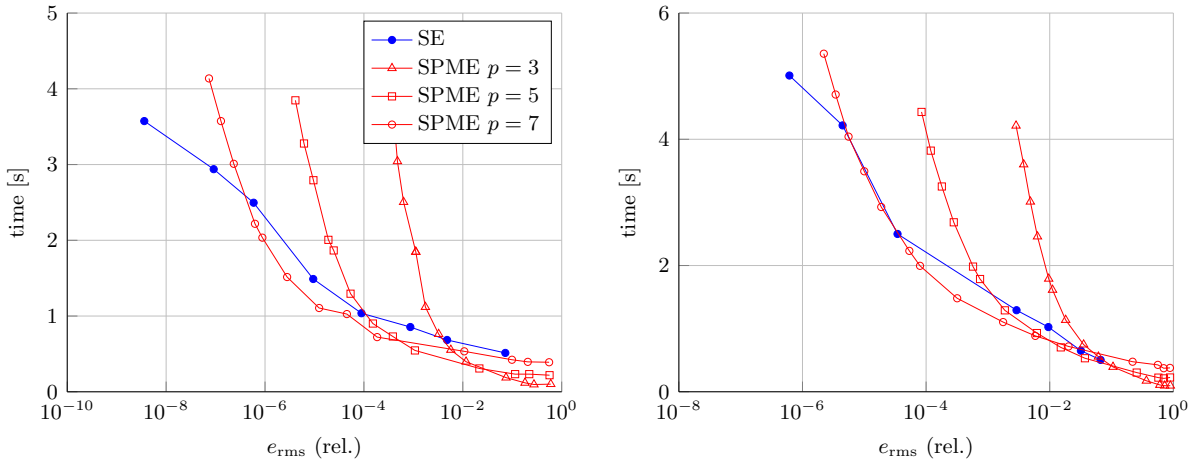 5
4
3
2
1
0
time [s]
10^−10
10^−8
10^−6
10^−4
10^−2
10^0
e_rms (rel.)
SE
SPME p = 3
SPME p = 5
SPME p = 7
6
4
2
0
time [s]
10^−8
10^−6
10^−4
10^−2
10^0
e_rms (rel.)